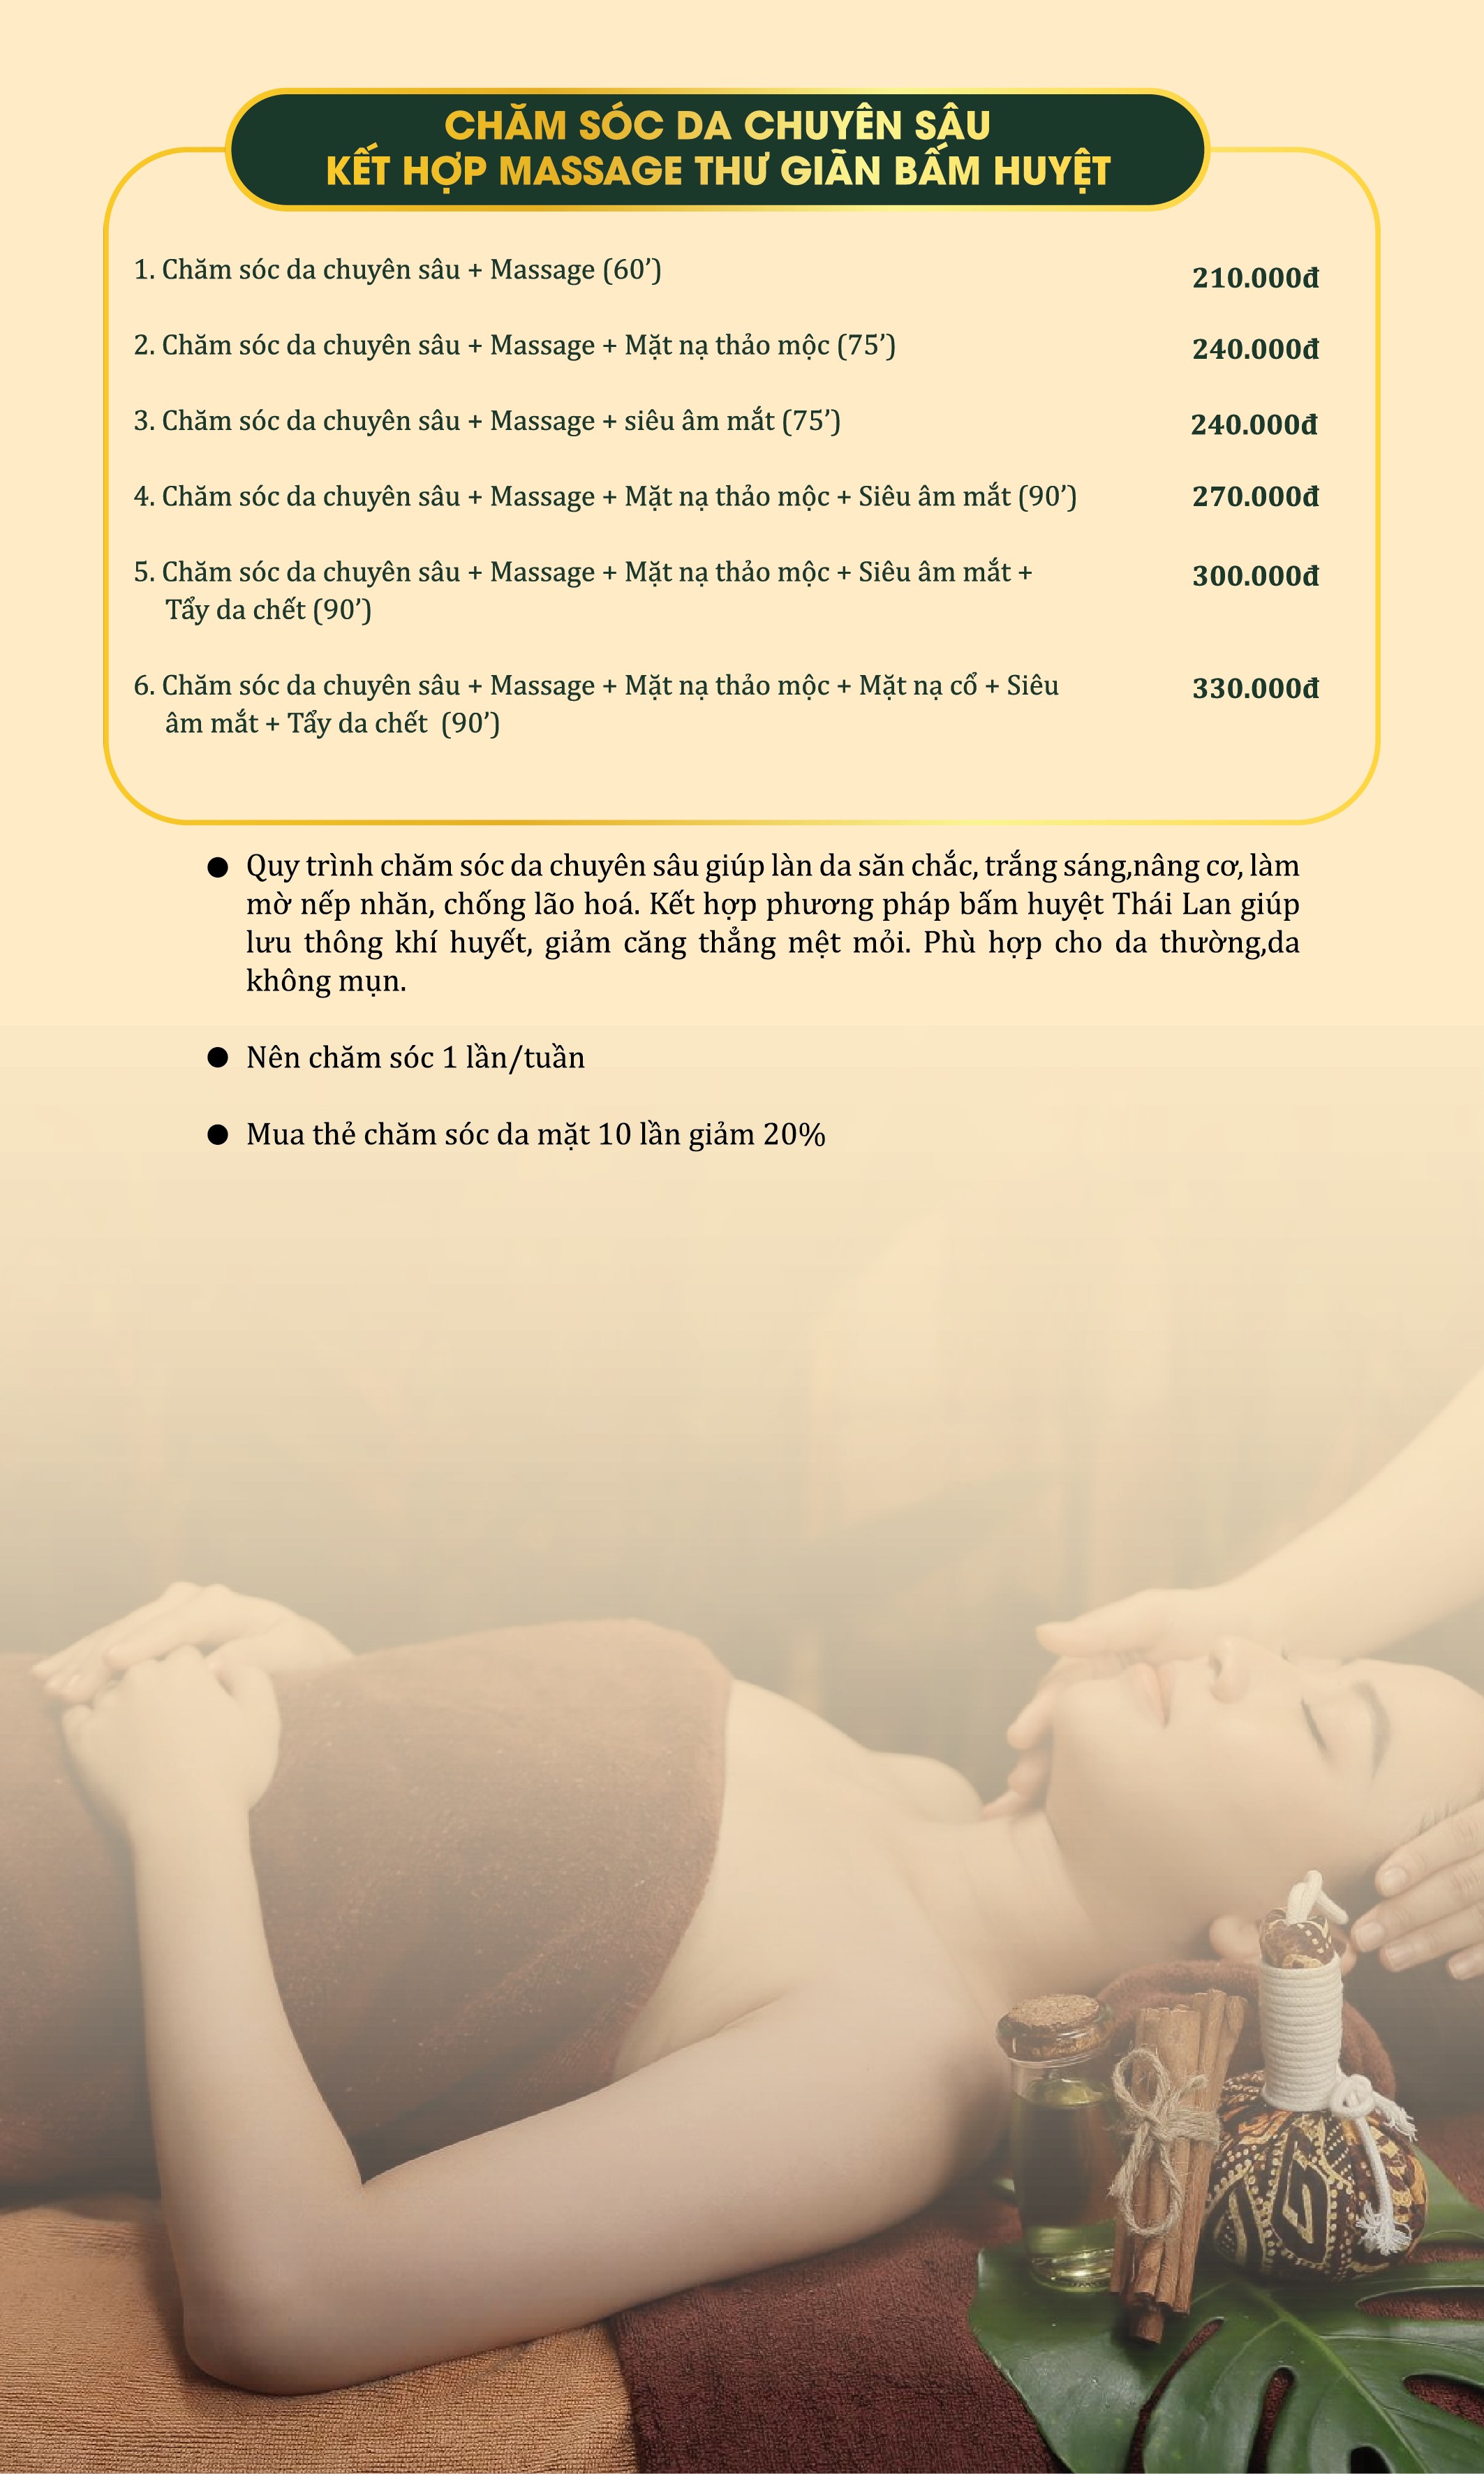 CHĂM SÓC DA CHUYÊN SÂU
KẾT HỢP MASSAGE THƯ GIÃN BẤM HUYỆT
1. Chăm sóc da chuyên sâu + Massage (60’) 210.000đ
2. Chăm sóc da chuyên sâu + Massage + Mặt nạ thảo mộc (75’) 240.000đ
3. Chăm sóc da chuyên sâu + Massage + siêu âm mắt (75’) 240.000đ
4. Chăm sóc da chuyên sâu + Massage + Mặt nạ thảo mộc + Siêu âm mắt (90’) 270.000đ
5. Chăm sóc da chuyên sâu + Massage + Mặt nạ thảo mộc + Siêu âm mắt + 300.000đ
Tẩy da chết (90’)
6. Chăm sóc da chuyên sâu + Massage + Mặt nạ thảo mộc + Mặt nạ cổ + Siêu 330.000đ
âm mắt + Tẩy da chết (90’)
● Quy trình chăm sóc da chuyên sâu giúp làn da săn chắc, trắng sáng,nâng cơ, làm
mờ nếp nhăn, chống lão hoá. Kết hợp phương pháp bấm huyệt Thái Lan giúp
lưu thông khí huyết, giảm căng thẳng mệt mỏi. Phù hợp cho da thường,da
không mụn.
● Nên chăm sóc 1 lần/tuần
● Mua thẻ chăm sóc da mặt 10 lần giảm 20%